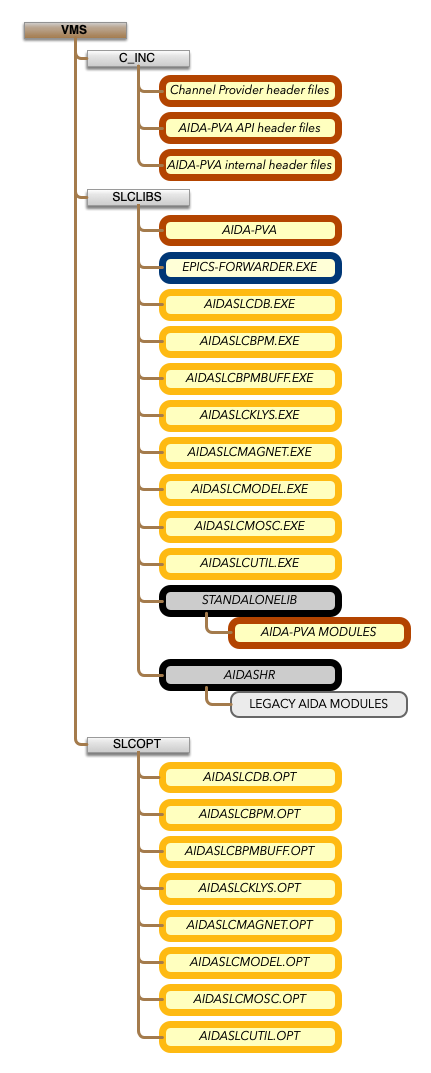 VMS
C_INC
Channel Provider header files
AIDA-PVA API header files
AIDA-PVA internal header files
SLCLIBS
AIDA-PVA
EPICS-FORWARDER.EXE
AIDASLCDB.EXE
AIDASLCBPM.EXE
AIDASLCBPMBUFF.EXE
AIDASLCKLYS.EXE
AIDASLCMAGNET.EXE
AIDASLCMODEL.EXE
AIDASLCMOSC.EXE
AIDASLCUTIL.EXE
STANDALONELIB
AIDA-PVA MODULES
AIDASHR
LEGACY AIDA MODULES
SLCOPT
AIDASLCDB.OPT
AIDASLCBPM.OPT
AIDASLCBPMBUFF.OPT
AIDASLCKLYS.OPT
AIDASLCMAGNET.OPT
AIDASLCMODEL.OPT
AIDASLCMOSC.OPT
AIDASLCUTIL.OPT